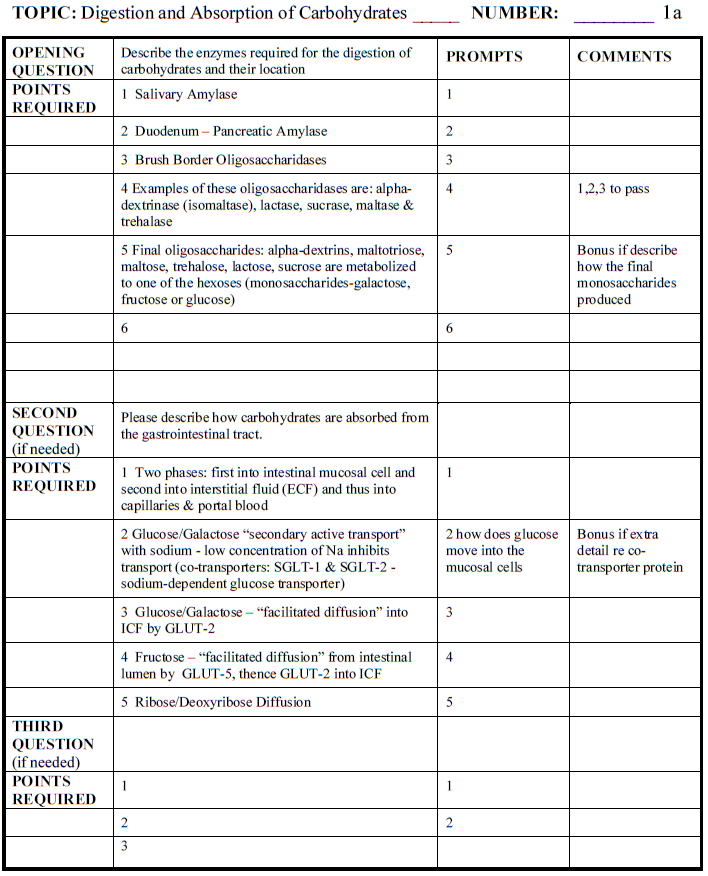 TOPIC: Digestion and Absorption of Carbohydrates _____ NUMBER: ________ 1a
OPENING QUESTION
Describe the enzymes required for the digestion of
carbohydrates and their location
PROMPTS
COMMENTS
POINTS REQUIRED
1 Salivary Amylase
1
2 Duodenum – Pancreatic Amylase
2
3 Brush Border Oligosaccharidases
3
4 Examples of these oligosaccharidases are: alpha-
dextrinase (isomaltase), lactase, sucrase, maltase &
trehalase
4
1,2,3 to pass
5 Final oligosaccharides: alpha-dextrins, maltotriose,
maltose, trehalose, lactose, sucrose are metabolized
to one of the hexoses (monosaccharides-galactose,
fructose or glucose)
5
Bonus if describe
how the final
monosaccharides
produced
6
6
SECOND
QUESTION
(if needed)
Please describe how carbohydrates are absorbed from
the gastrointestinal tract.
POINTS
REQUIRED
1 Two phases: first into intestinal mucosal cell and
second into interstitial fluid (ECF) and thus into
capillaries & portal blood
1
2 Glucose/Galactose “secondary active transport”
with sodium - low concentration of Na inhibits
transport (co-transporters: SGLT-1 & SGLT-2 -
sodium-dependent glucose transporter)
2 how does glucose
move into the
mucosal cells
Bonus if extra
detail re co-
transporter protein
3 Glucose/Galactose – “facilitated diffusion” into
ICF by GLUT-2
3
4 Fructose – “facilitated diffusion” from intestinal
lumen by GLUT-5, thence GLUT-2 into ICF
4
5 Ribose/Deoxyribose Diffusion
5
THIRD
QUESTION
(if needed)
POINTS
REQUIRED
1
1
2
2
3